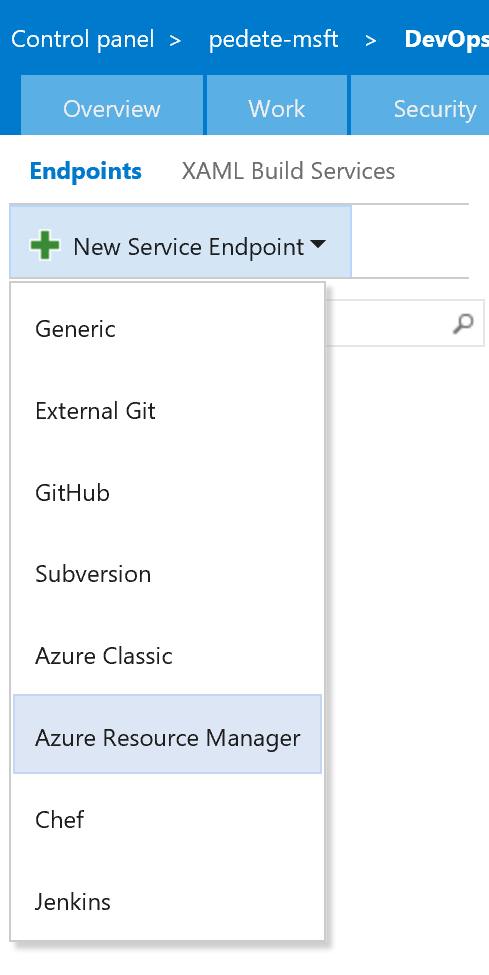 Control panel > pedete-msft > DevOps
Overview Work Security
Endpoints XAML Build Services
New Service Endpoint
Generic
External Git
GitHub
Subversion
Azure Classic
Azure Resource Manager
Chef
Jenkins